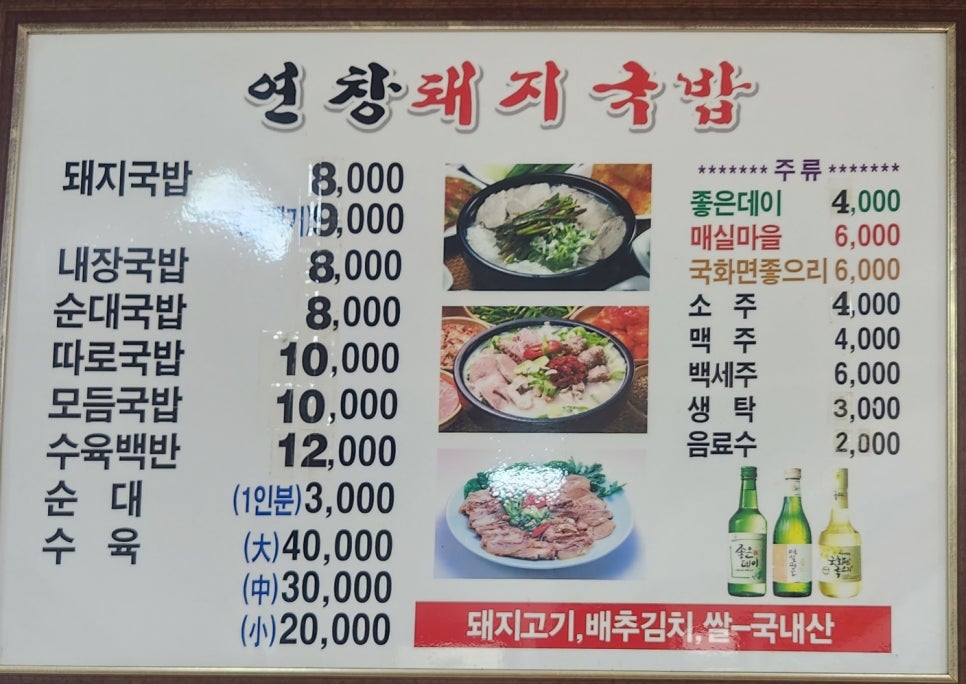 연창돼지국밥
돼지국밥 8,000
9,000
내장국밥 8,000
순대국밥 8,000
따로국밥 10,000
모듬국밥 10,000
수육백반 12,000
순 대 (1인분) 3,000
수 육 (大) 40,000
(中) 30,000
(小) 20,000
******* 주 류 *******
좋은데이 4,000
매실마을 6,000
국화면좋으리 6,000
소 주 4,000
맥 주 4,000
백세주 6,000
생 탁 3,000
음료수 2,000
좋은데이
돼지고기,배추김치,쌀-국내산